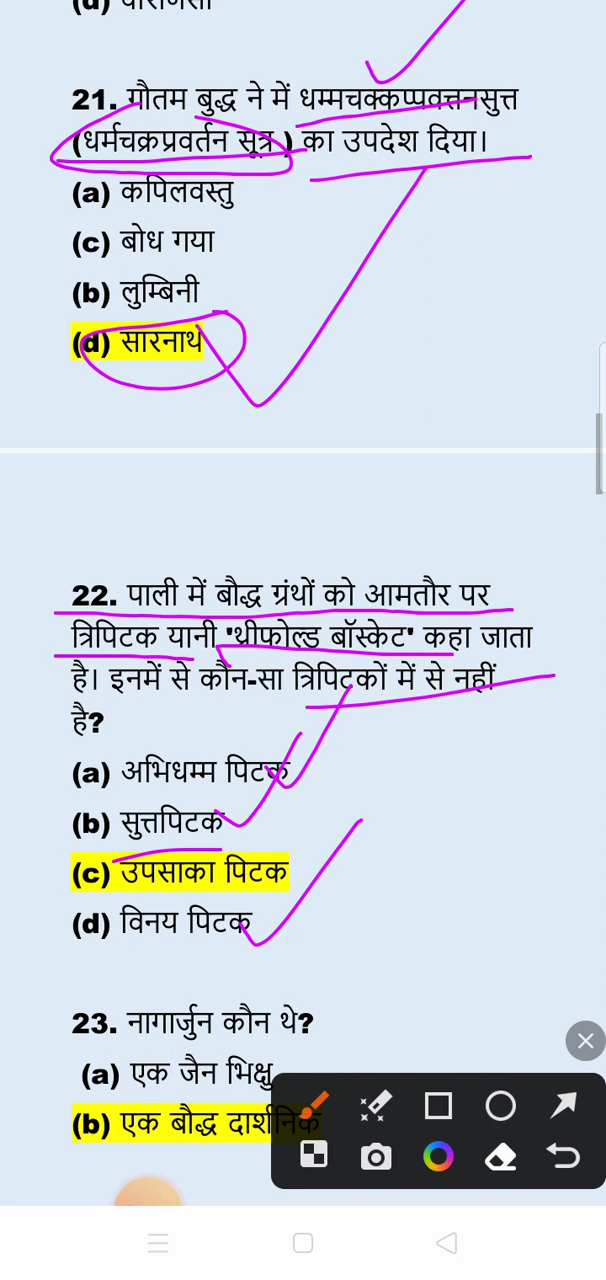 (d) वाराणसी
21. गौतम बुद्ध ने में धम्मचक्कप्पवत्तनसुत्त
(धर्मचक्रप्रवर्तन सूत्र ) का उपदेश दिया।
(a) कपिलवस्तु
(c) बोध गया
(b) लुम्बिनी
(d) सारनाथ
22. पाली में बौद्ध ग्रंथों को आमतौर पर
त्रिपिटक यानी 'थ्रीफोल्ड बॉस्केट' कहा जाता
है। इनमें से कौन-सा त्रिपिटकों में से नहीं
है?
(a) अभिधम्म पिटक
(b) सुत्तपिटक
(c) उपसाका पिटक
(d) विनय पिटक
23. नागार्जुन कौन थे?
(a) एक जैन भिक्षु
(b) एक बौद्ध दार्शनिक